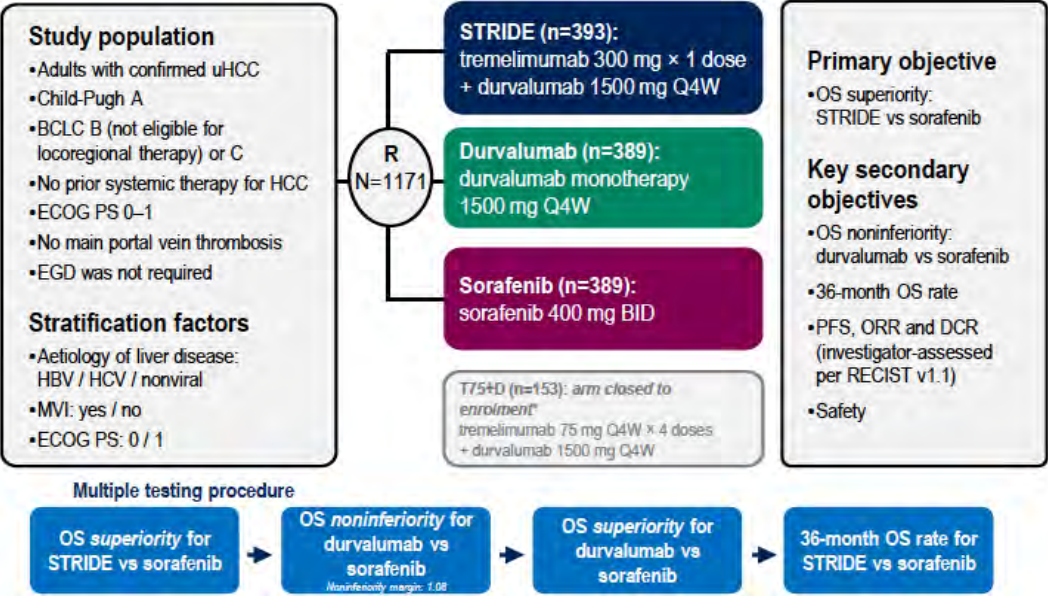 Study population
•Adults with confirmed uHCC
•Child-Pugh A
•BCLC B (not eligible for
locoregional therapy) or C
•No prior systemic therapy for HCC
•ECOG PS 0–1
•No main portal vein thrombosis
•EGD was not required
Stratification factors
•Aetiology of liver disease:
HBV / HCV / nonviral
•MVI: yes / no
•ECOG PS: 0 / 1
R
N=1171
STRIDE (n=393):
tremelimumab 300 mg × 1 dose
+ durvalumab 1500 mg Q4W
Durvalumab (n=389):
durvalumab monotherapy
1500 mg Q4W
Sorafenib (n=389):
sorafenib 400 mg BID
T75+D (n=153): arm closed to
enrolment*
tremelimumab 75 mg Q4W × 4 doses
+ durvalumab 1500 mg Q4W
Primary objective
•OS superiority:
STRIDE vs sorafenib
Key secondary
objectives
•OS noninferiority:
durvalumab vs sorafenib
•36-month OS rate
•PFS, ORR and DCR
(investigator-assessed
per RECIST v1.1)
•Safety
Multiple testing procedure
OS superiority for
STRIDE vs sorafenib
OS noninferiority for
durvalumab vs
sorafenib
Noninferiority margin: 1.08
OS superiority for
durvalumab vs
sorafenib
36-month OS rate for
STRIDE vs sorafenib